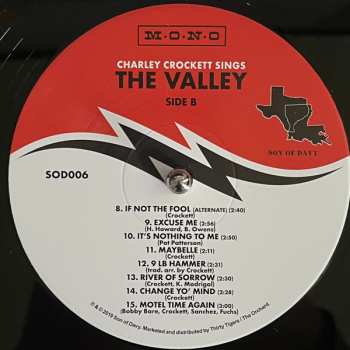 M·O·N·O
CHARLEY CROCKETT SINGS
THE VALLEY
SIDE B
SON OF DAVY
SOD006
8. IF NOT THE FOOL (ALTERNATE) (2:40)
(Crockett)
9. EXCUSE ME (2:56)
(H. Howard, B. Owens)
10. IT'S NOTHING TO ME (2:50)
(Pat Patterson)
11. MAYBELLE (2:11)
(Crockett)
12. 9 LB HAMMER (2:31)
(trad. arr. by Crockett)
13. RIVER OF SORROW (2:30)
(Crockett, K. Madrigal)
14. CHANGE YO' MIND (2:28)
(Crockett)
15. MOTEL TIME AGAIN (2:00)
(Bobby Bare, Crockett, Sanchez, Fuchs)
℗ & © 2019 Son of Davy. Marketed and distributed by Thirty Tigers / The Orchard